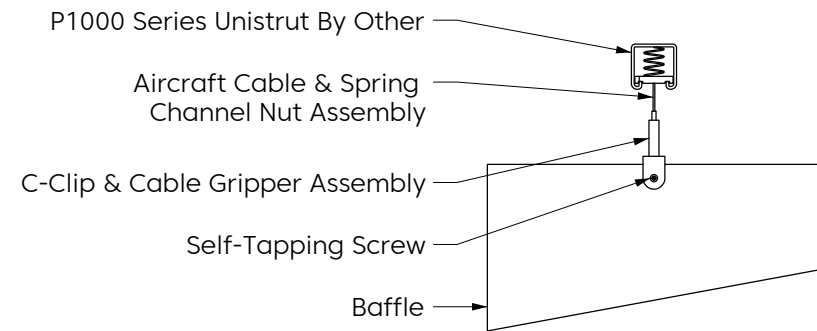 P1000 Series Unistrut By Other
Aircraft Cable & Spring
Channel Nut Assembly
C-Clip & Cable Gripper Assembly
Self-Tapping Screw
Baffle